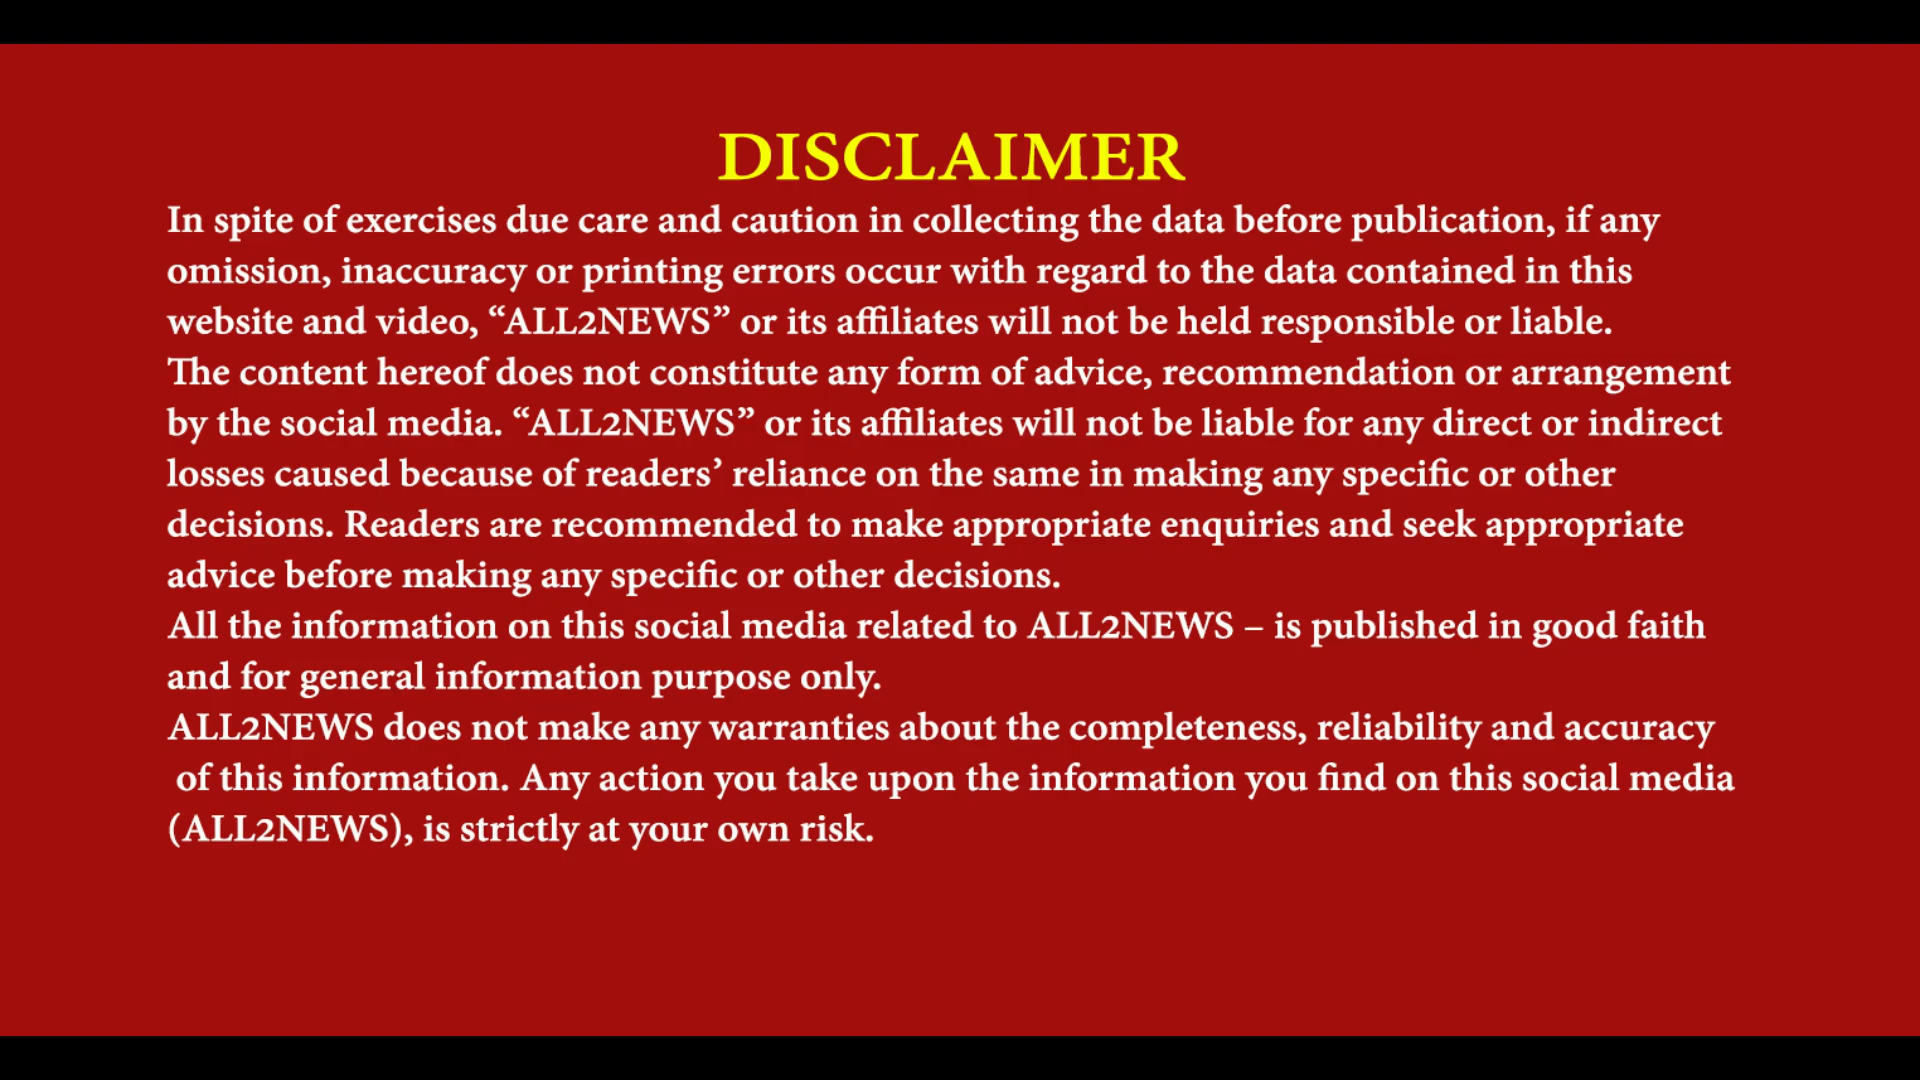 DISCLAIMER
In spite of exercises due care and caution in collecting the data before publication, if any
omission, inaccuracy or printing errors occur with regard to the data contained in this
website and video, “ALL2NEWS” or its affiliates will not be held responsible or liable.
The content hereof does not constitute any form of advice, recommendation or arrangement
by the social media. “ALL2NEWS” or its affiliates will not be liable for any direct or indirect
losses caused because of readers’ reliance on the same in making any specific or other
decisions. Readers are recommended to make appropriate enquiries and seek appropriate
advice before making any specific or other decisions.
All the information on this social media related to ALL2NEWS – is published in good faith
and for general information purpose only.
ALL2NEWS does not make any warranties about the completeness, reliability and accuracy
of this information. Any action you take upon the information you find on this social media
(ALL2NEWS), is strictly at your own risk.